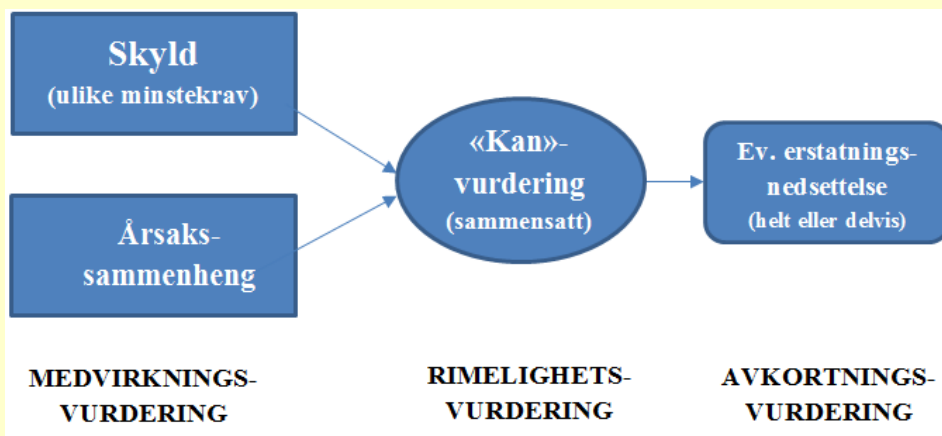 Skyld
(ulike minstekrav)
Årsaks-
sammenheng
«Kan»-
vurdering
(sammensatt)
Ev. erstatnings-
nedsettelse
(helt eller delvis)
MEDVIRKNINGS-
VURDERING
RIMELIGHETS-
VURDERING
AVKORTNINGS-
VURDERING